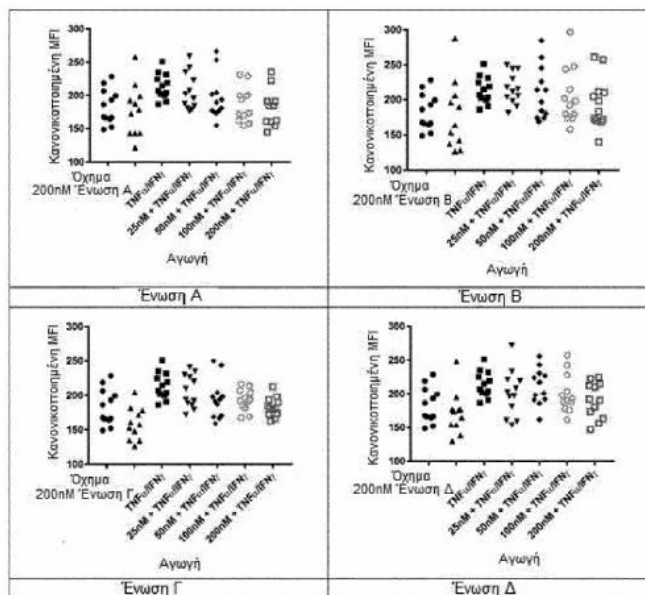 Κανονικοποιημένη MFI
300
250
200
150
100
Όχημα
200nM Ένωση Α
TNFα/IFNγ
25nM + TNFα/IFNγ
50nM + TNFα/IFNγ
100nM + TNFα/IFNγ
200nM + TNFα/IFNγ
Αγωγή
Ένωση Α
Κανονικοποιημένη MFI
300
250
200
150
100
Όχημα
200nM Ένωση Β
TNFα/IFNγ
25nM + TNFα/IFNγ
50nM + TNFα/IFNγ
100nM + TNFα/IFNγ
200nM + TNFα/IFNγ
Αγωγή
Ένωση Β
Κανονικοποιημένη MFI
300
250
200
150
100
Όχημα
200nM Ένωση Γ
TNFα/IFNγ
25nM + TNFα/IFNγ
50nM + TNFα/IFNγ
100nM + TNFα/IFNγ
200nM + TNFα/IFNγ
Αγωγή
Ένωση Γ
Κανονικοποιημένη MFI
300
250
200
150
100
Όχημα
200nM Ένωση Δ
TNFα/IFNγ
25nM + TNFα/IFNγ
50nM + TNFα/IFNγ
100nM + TNFα/IFNγ
200nM + TNFα/IFNγ
Αγωγή
Ένωση Δ